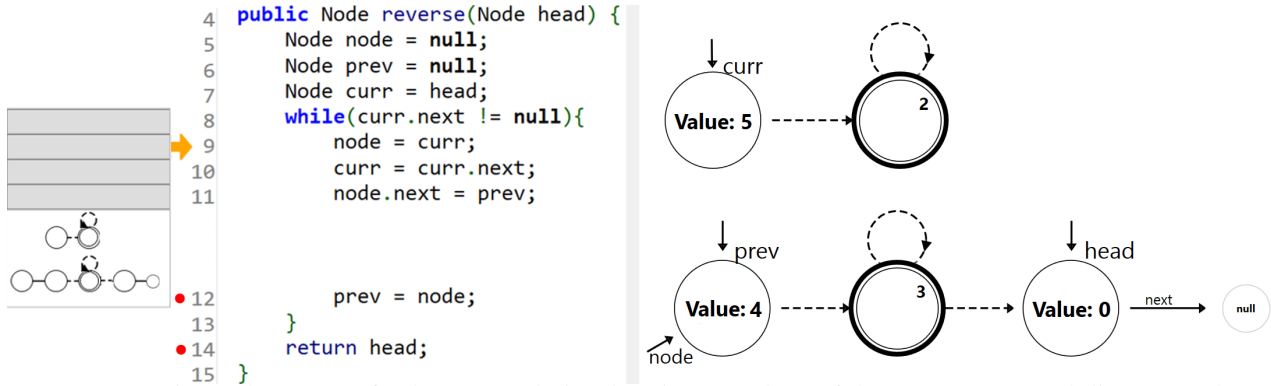 4 public Node reverse(Node head) {
5 Node node = null;
6 Node prev = null;
7 Node curr = head;
8 while(curr.next != null){
9 node = curr;
10 curr = curr.next;
11 node.next = prev;
12 prev = node;
13 }
14 return head;
15 }
curr
Value: 5
2
prev
Value: 4
node
3
head
Value: 0
next
null